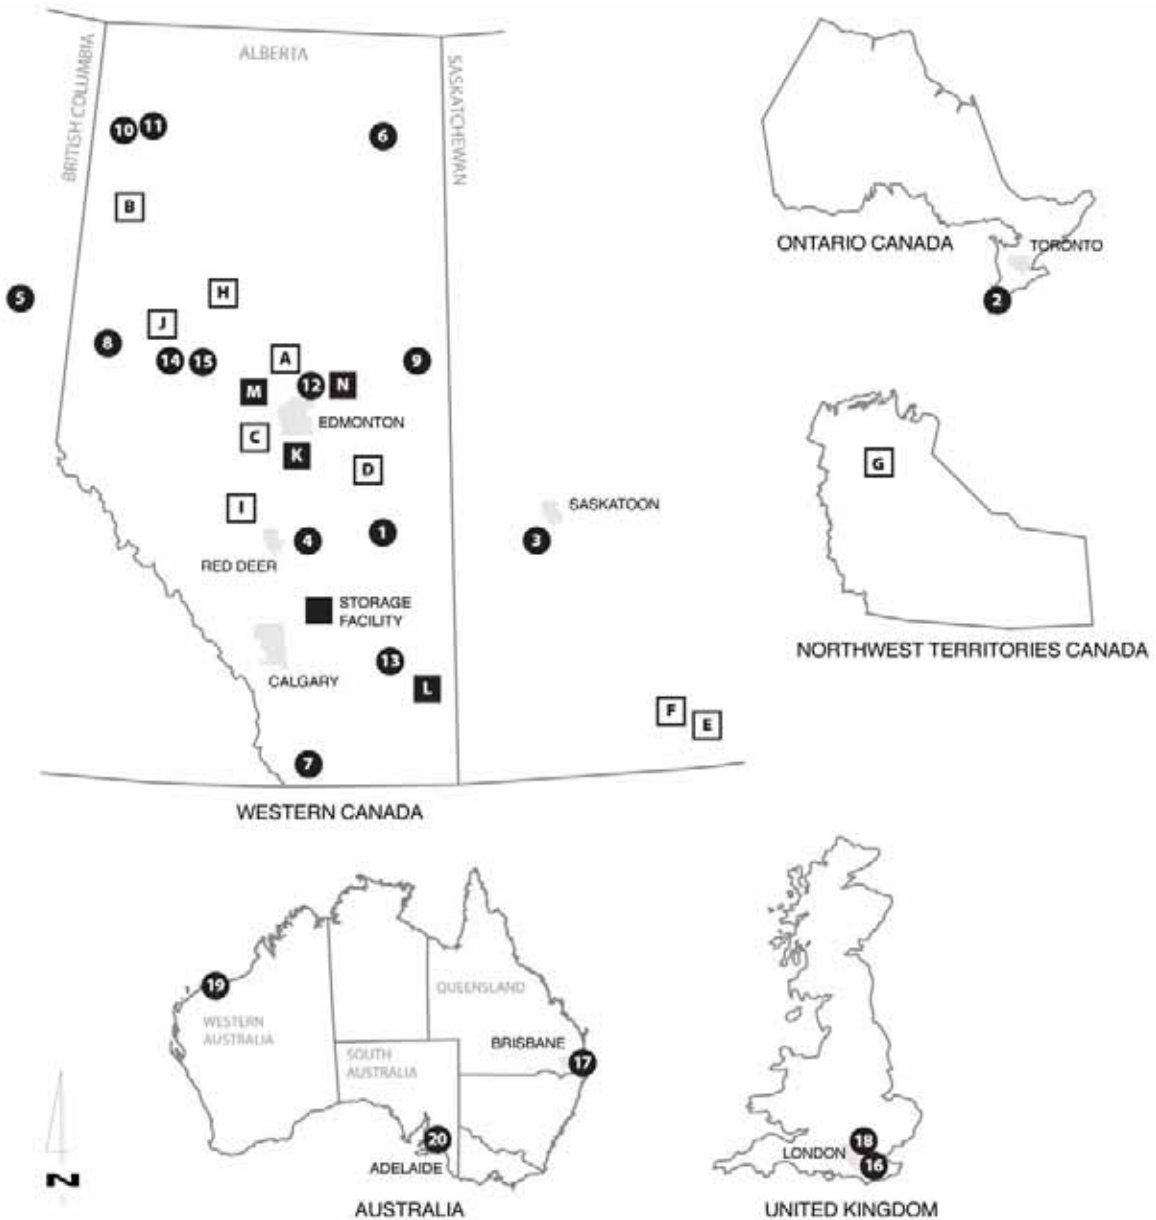 ALBERTA
BRITISH COLUMBIA
SASKATCHEWAN
10 11
6
B
5
H
J
8
14 15
A
9
M
12 N
EDMONTON
C
K
D
I
4
1
RED DEER
SASKATOON
3
STORAGE
FACILITY
13
CALGARY
L
F
E
7
WESTERN CANADA
ONTARIO CANADA
TORONTO
2
G
NORTHWEST TERRITORIES CANADA
19
QUEENSLAND
WESTERN
AUSTRALIA
BRISBANE
SOUTH
AUSTRALIA
17
20
ADELAIDE
AUSTRALIA
18
LONDON
16
UNITED KINGDOM
N